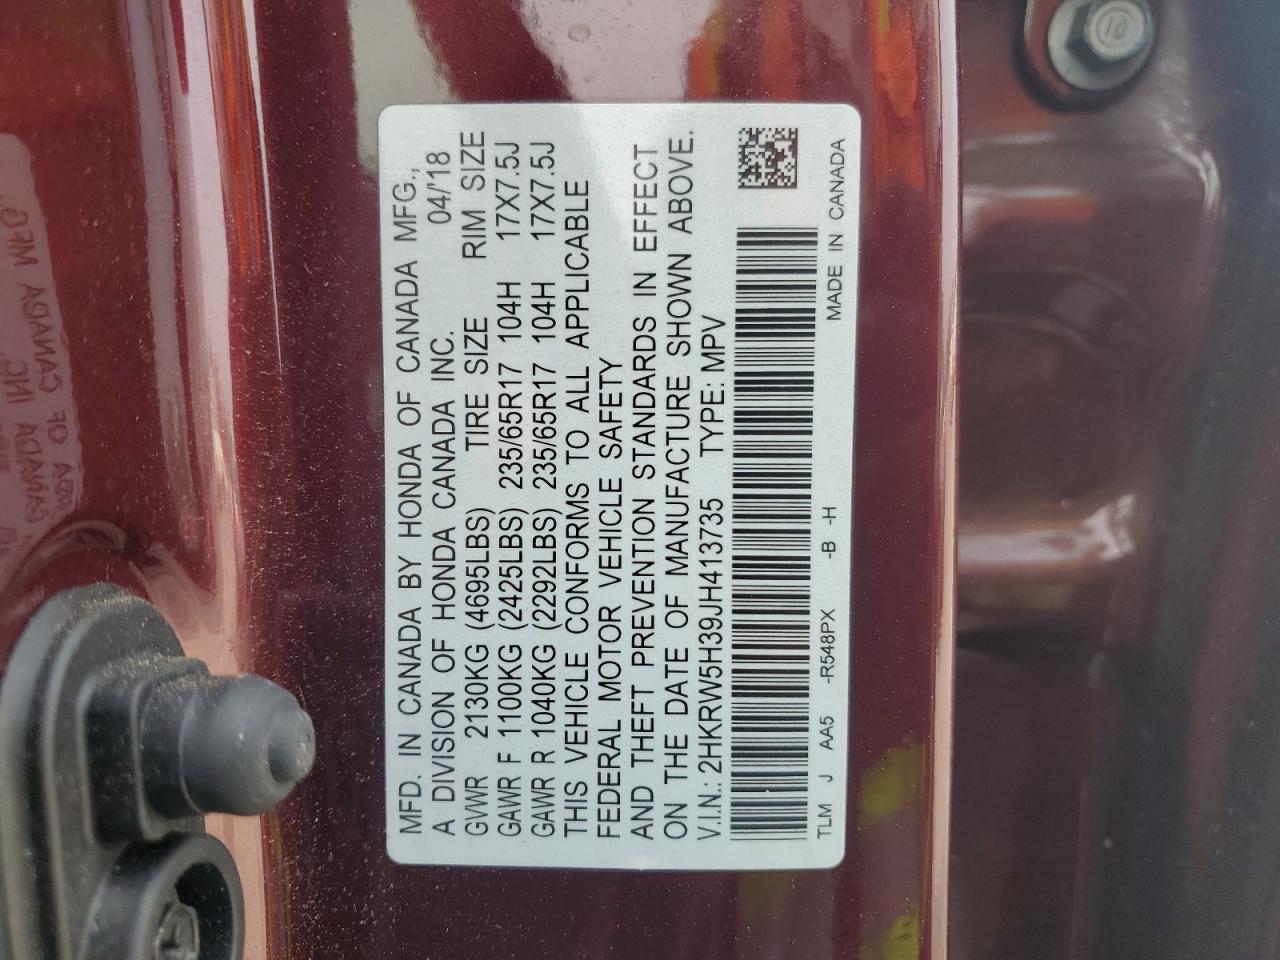 MFD. IN CANADA BY HONDA OF CANADA MFG.,
A DIVISION OF HONDA CANADA INC. 04/'18
GVWR 2130KG (4695LBS) TIRE SIZE RIM SIZE
GAWR F 1100KG (2425LBS) 235/65R17 104H 17X7.5J
GAWR R 1040KG (2292LBS) 235/65R17 104H 17X7.5J
THIS VEHICLE CONFORMS TO ALL APPLICABLE
FEDERAL MOTOR VEHICLE SAFETY
AND THEFT PREVENTION STANDARDS IN EFFECT
ON THE DATE OF MANUFACTURE SHOWN ABOVE.
V.I.N.: 2HKRW5H39JH413735 TYPE: MPV
TLM J AA5 -R548PX -B -H MADE IN CANADA
10